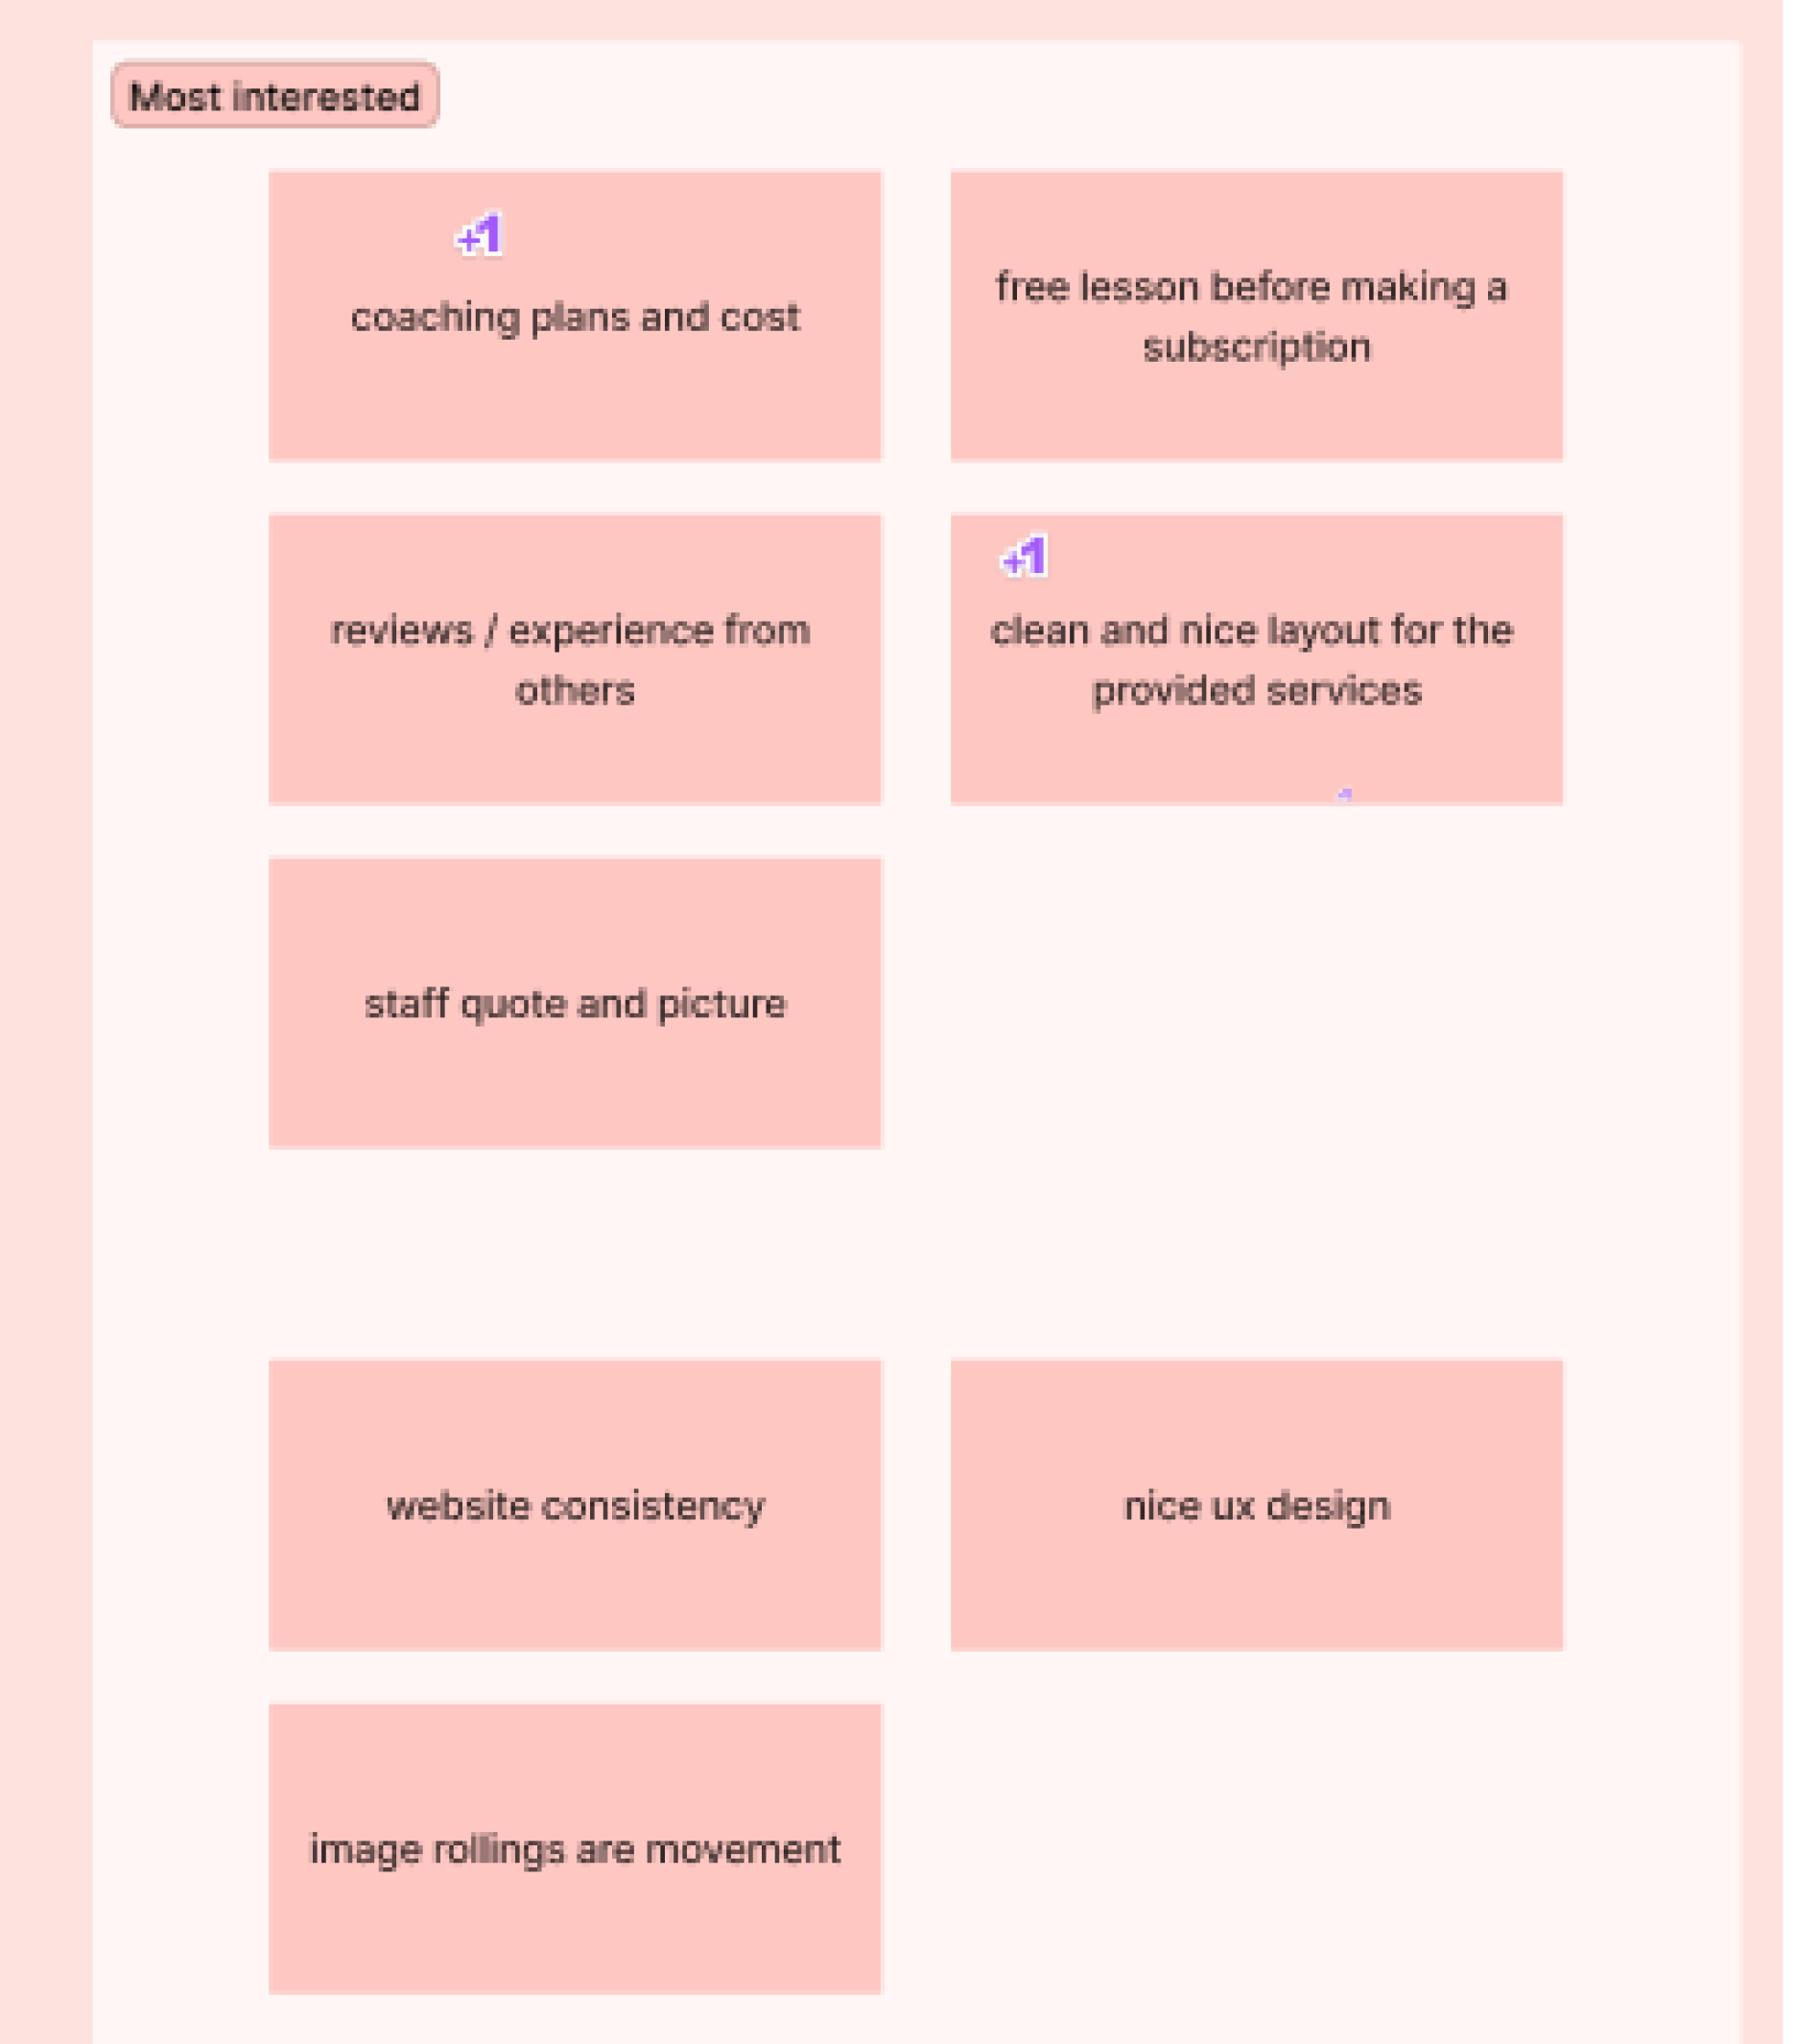 Most interested
+1
coaching plans and cost
free lesson before making a
subscription
reviews / experience from
others
+1
clean and nice layout for the
provided services
staff quote and picture
website consistency
nice ux design
image rollings are movement